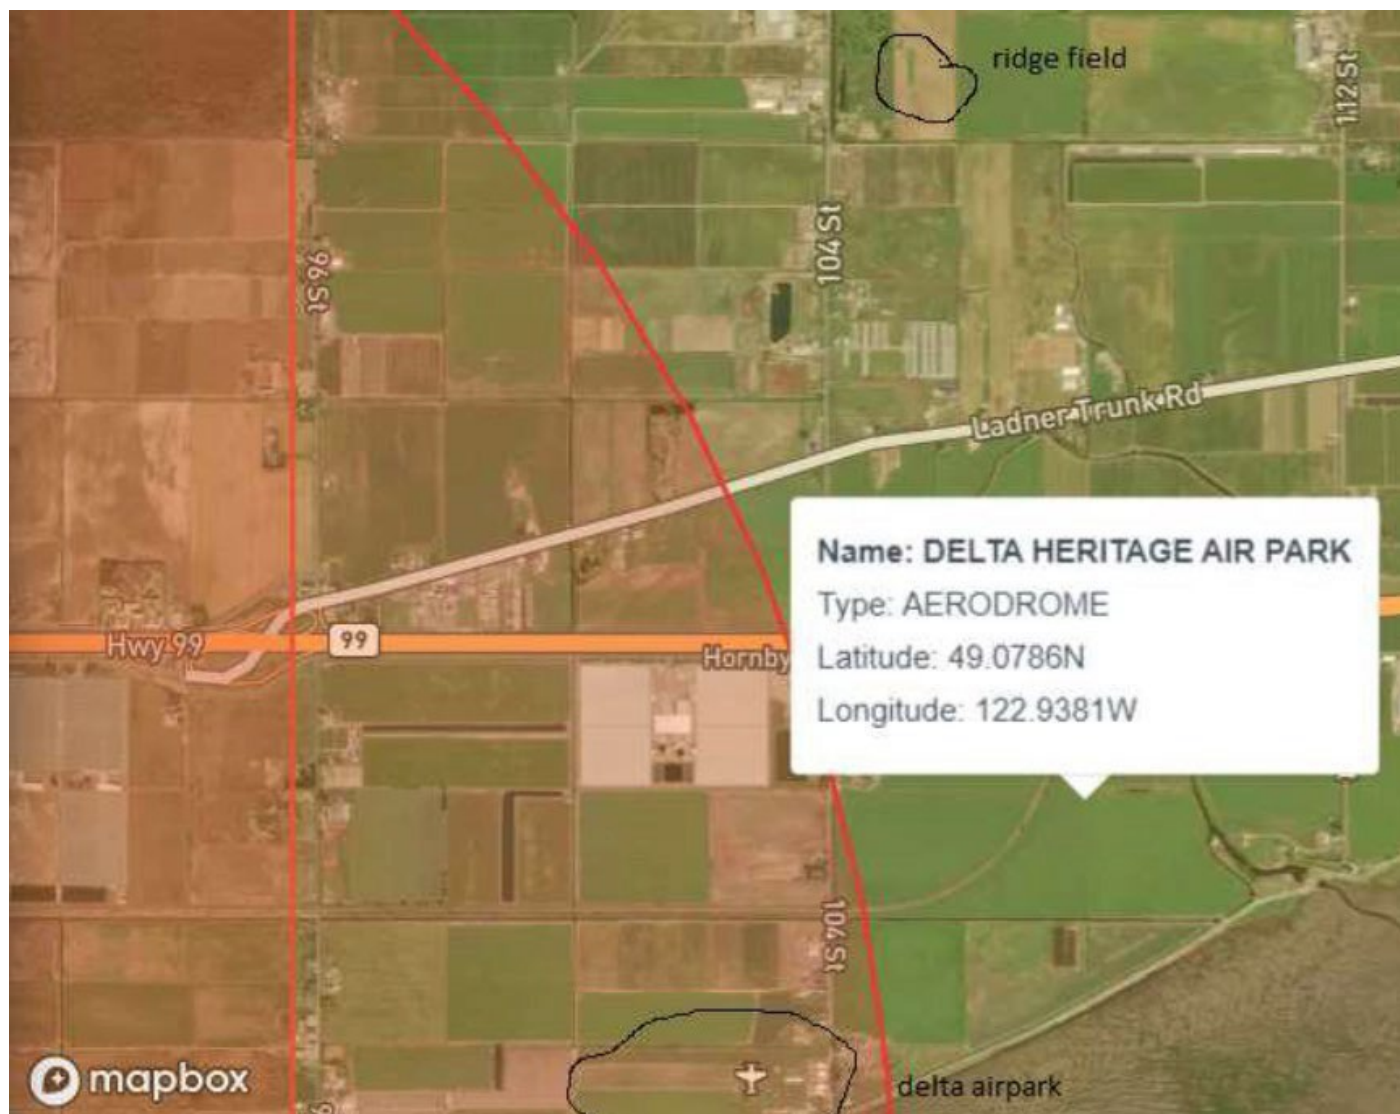 ridge field
112 St
96 St
104 St
Ladner Trunk Rd
Name: DELTA HERITAGE AIR PARK
Type: AERODROME
Latitude: 49.0786N
Longitude: 122.9381W
Hwy 99
99
Hornby
104 St
mapbox
delta airpark